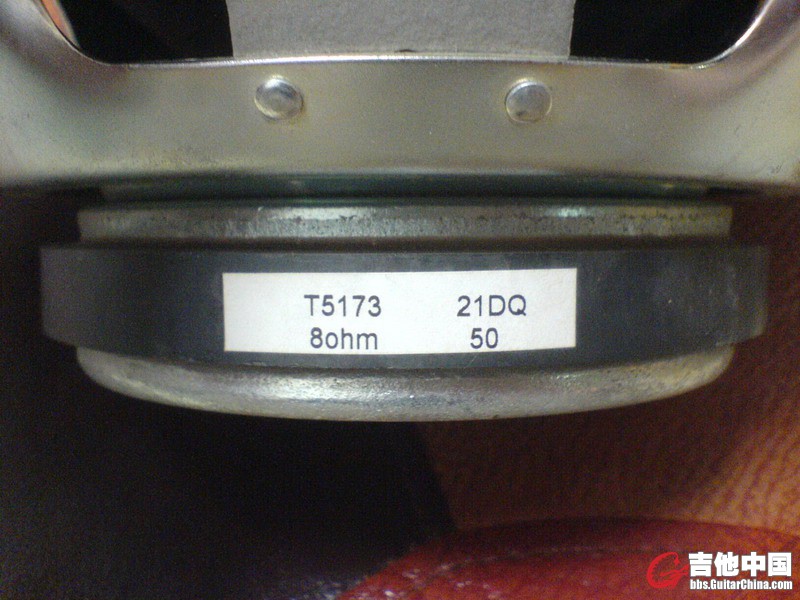 T5173 21DQ
8ohm 50
吉他中国
bbs.GuitarChina.com